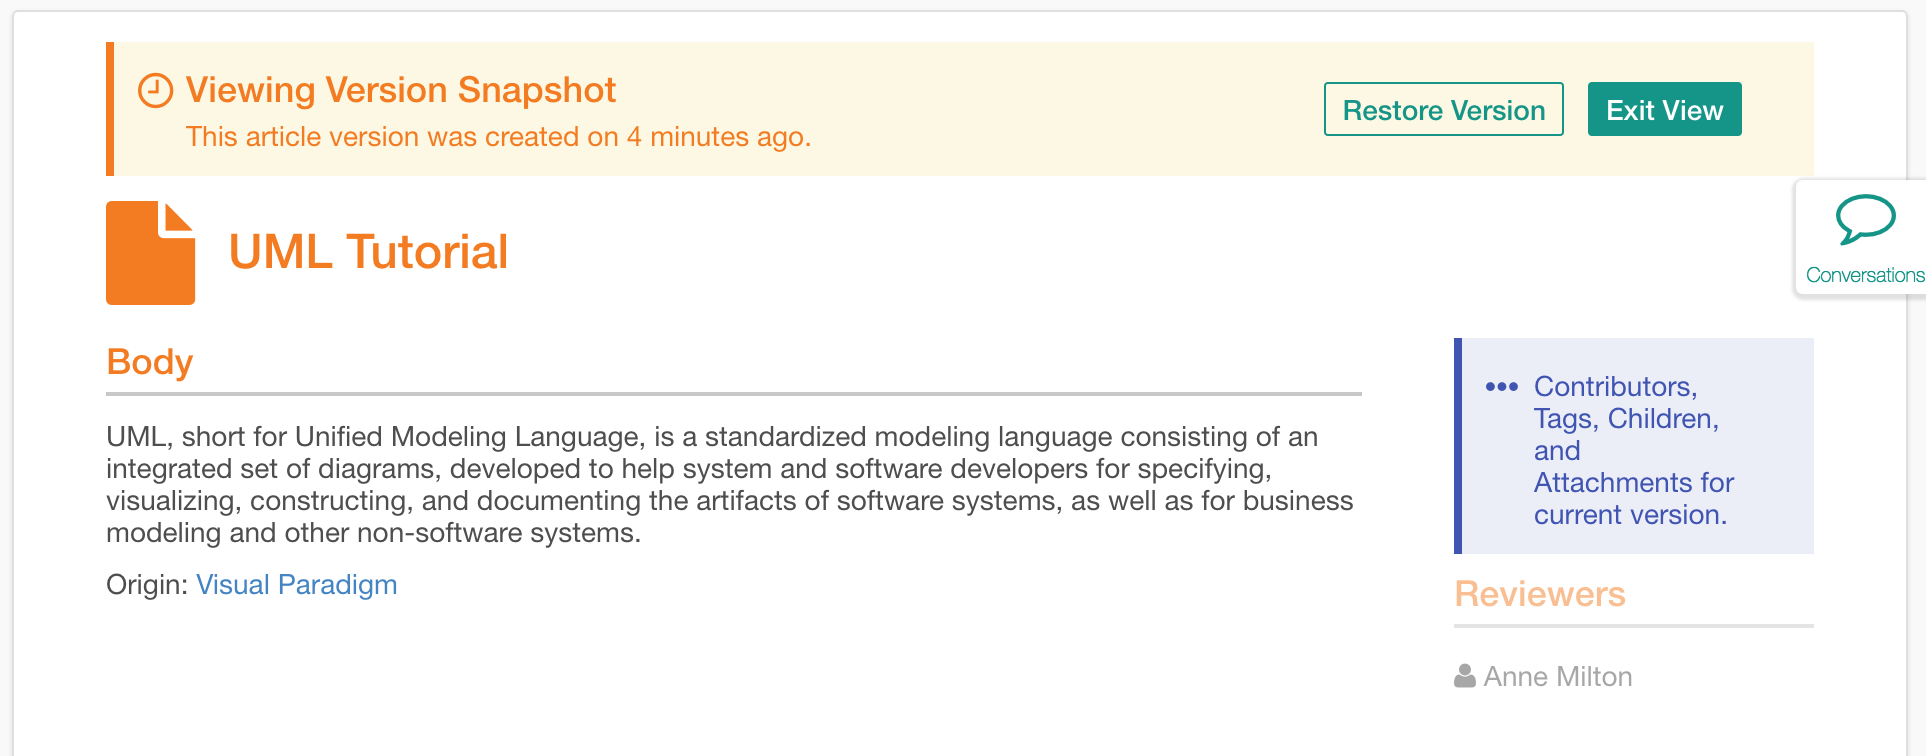 Viewing Version Snapshot
This article version was created on 4 minutes ago.
Restore Version
Exit View
Conversations
UML Tutorial
Body
UML, short for Unified Modeling Language, is a standardized modeling language consisting of an
integrated set of diagrams, developed to help system and software developers for specifying,
visualizing, constructing, and documenting the artifacts of software systems, as well as for business
modeling and other non-software systems.
Origin: Visual Paradigm
Contributors,
Tags, Children,
and
Attachments for
current version.
Reviewers
Anne Milton